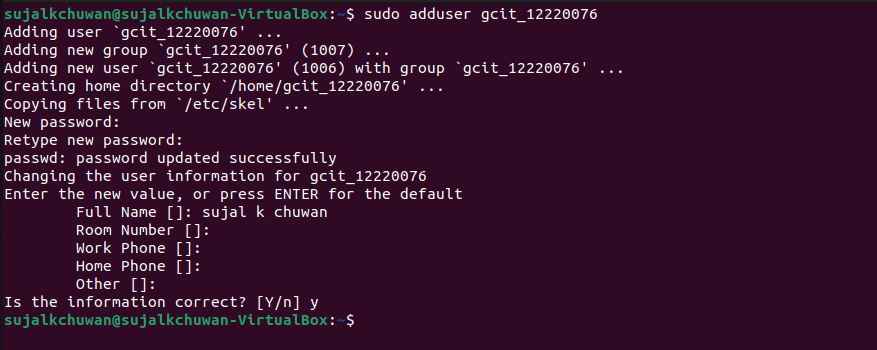 sujalkchuwan@sujalkchuwan-VirtualBox:~$ sudo adduser gcit_12220076
Adding user `gcit_12220076' ...
Adding new group `gcit_12220076' (1007) ...
Adding new user `gcit_12220076' (1006) with group `gcit_12220076' ...
Creating home directory `/home/gcit_12220076' ...
Copying files from `/etc/skel' ...
New password:
Retype new password:
passwd: password updated successfully
Changing the user information for gcit_12220076
Enter the new value, or press ENTER for the default
        Full Name []: sujal k chuwan
        Room Number []:
        Work Phone []:
        Home Phone []:
        Other []:
Is the information correct? [Y/n] y
sujalkchuwan@sujalkchuwan-VirtualBox:~$